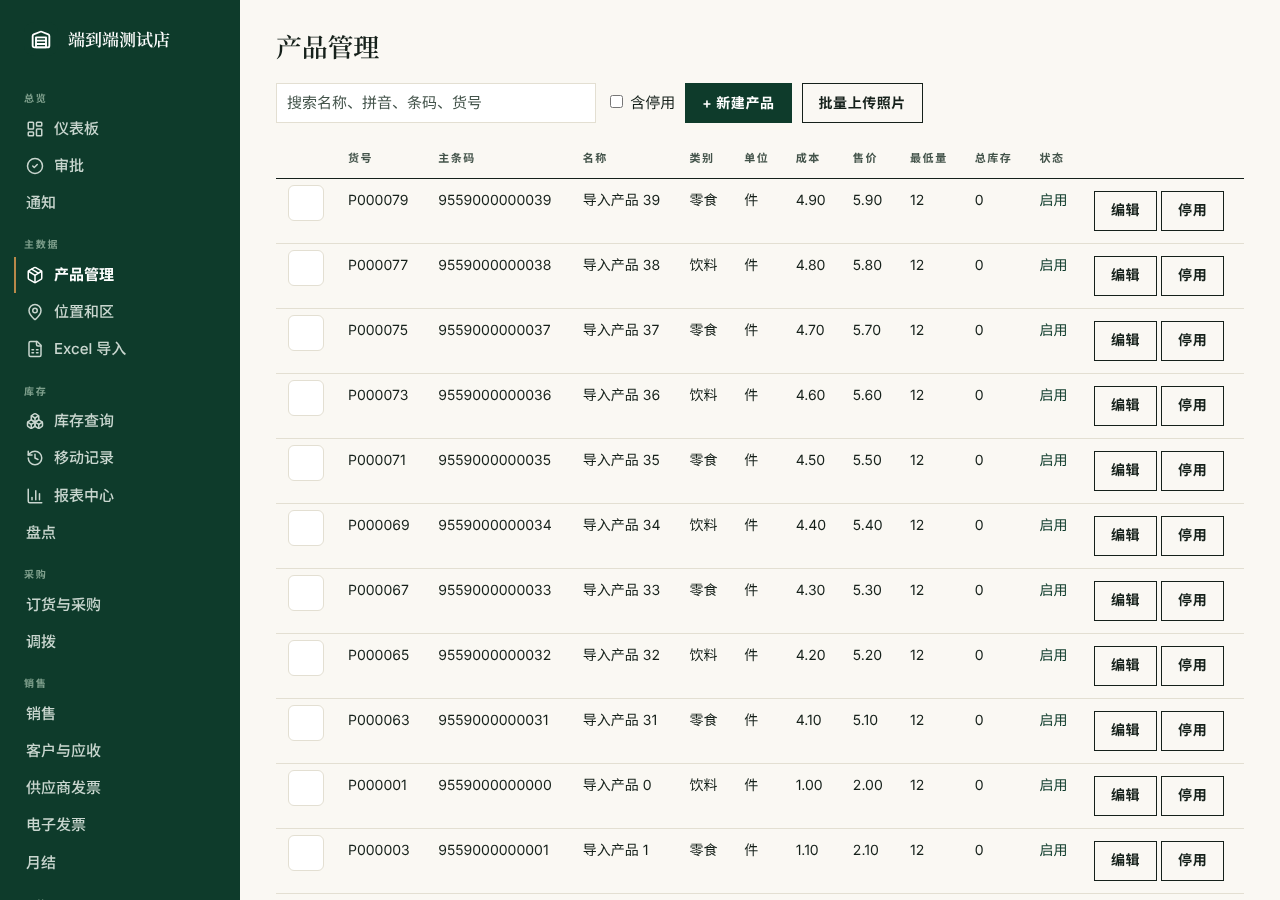 端到端测试店
总览
仪表板
审批
通知
主数据
产品管理
位置和区
Excel 导入
库存
库存查询
移动记录
报表中心
盘点
采购
订货与采购
调拨
销售
销售
客户与应收
供应商发票
电子发票
月结
产品管理
搜索名称、拼音、条码、货号
含停用
+ 新建产品
批量上传照片
货号 主条码 名称 类别 单位 成本 售价 最低量 总库存 状态
P000079 9559000000039 导入产品 39 零食 件 4.90 5.90 12 0 启用 编辑 停用
P000077 9559000000038 导入产品 38 饮料 件 4.80 5.80 12 0 启用 编辑 停用
P000075 9559000000037 导入产品 37 零食 件 4.70 5.70 12 0 启用 编辑 停用
P000073 9559000000036 导入产品 36 饮料 件 4.60 5.60 12 0 启用 编辑 停用
P000071 9559000000035 导入产品 35 零食 件 4.50 5.50 12 0 启用 编辑 停用
P000069 9559000000034 导入产品 34 饮料 件 4.40 5.40 12 0 启用 编辑 停用
P000067 9559000000033 导入产品 33 零食 件 4.30 5.30 12 0 启用 编辑 停用
P000065 9559000000032 导入产品 32 饮料 件 4.20 5.20 12 0 启用 编辑 停用
P000063 9559000000031 导入产品 31 零食 件 4.10 5.10 12 0 启用 编辑 停用
P000001 9559000000000 导入产品 0 饮料 件 1.00 2.00 12 0 启用 编辑 停用
P000003 9559000000001 导入产品 1 零食 件 1.10 2.10 12 0 启用 编辑 停用